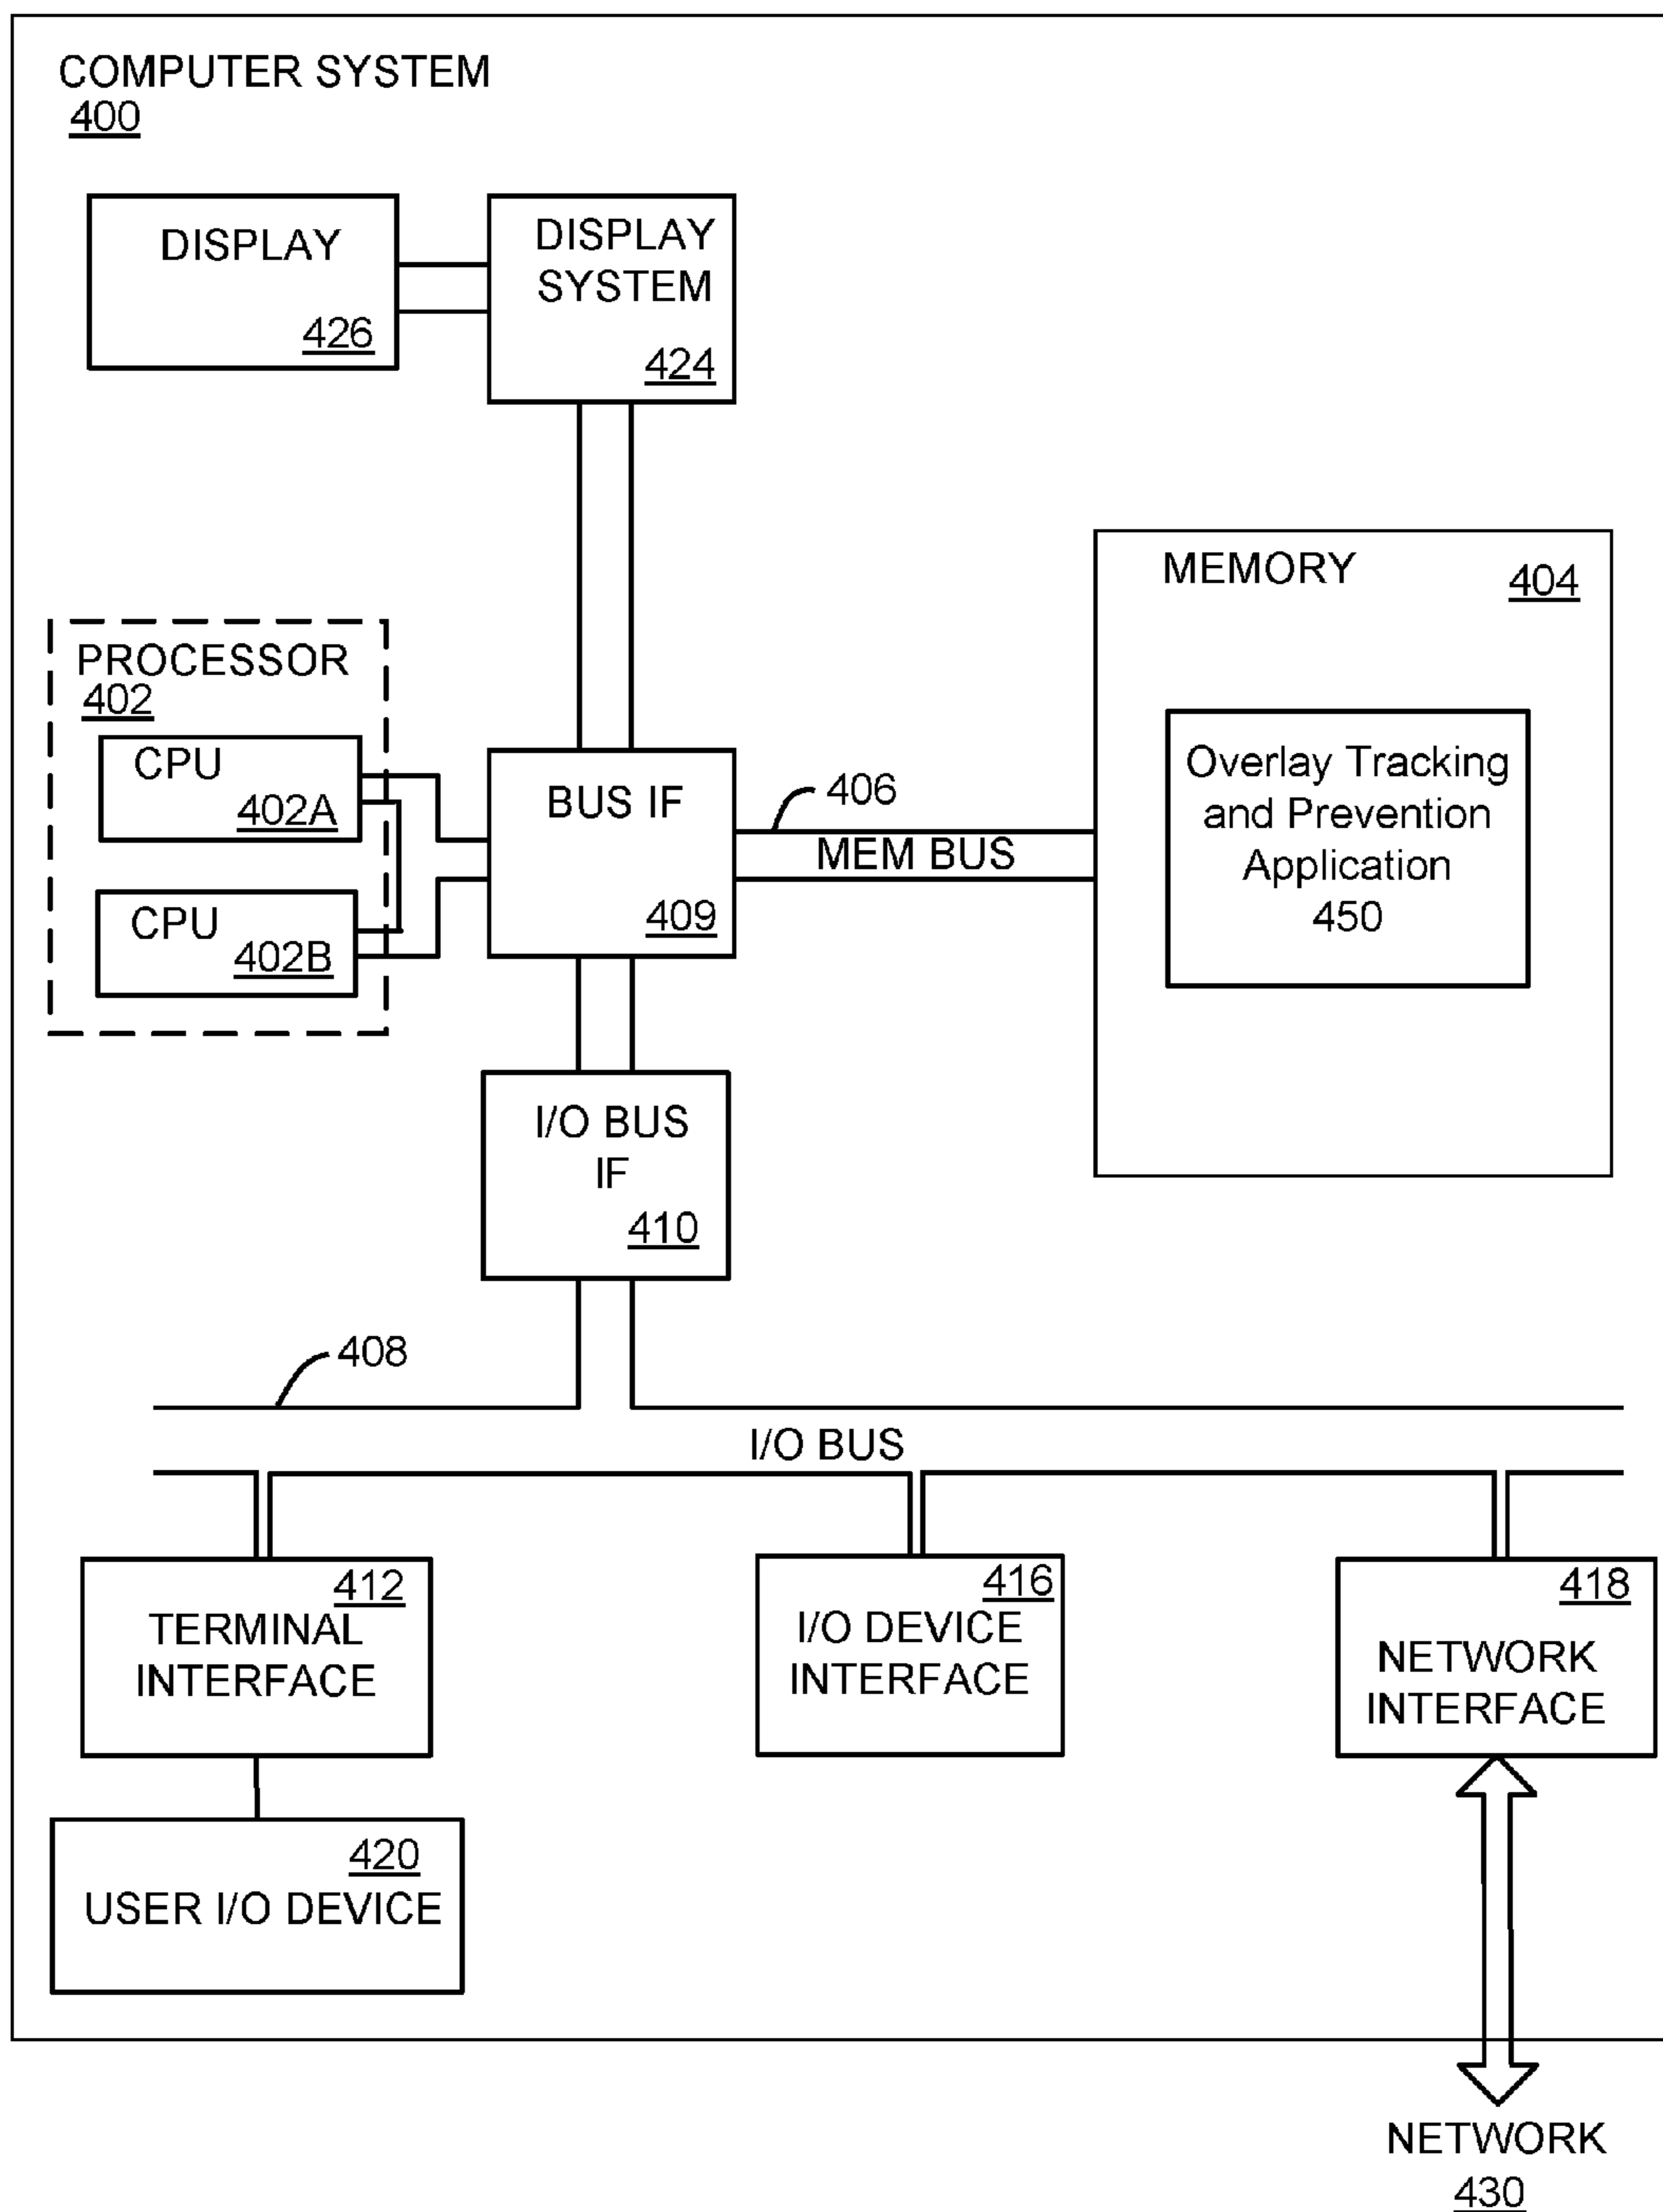 COMPUTER SYSTEM
400
DISPLAY
426
DISPLAY
SYSTEM
424
MEMORY
404
Overlay Tracking
and Prevention
Application
450
PROCESSOR
402
CPU
402A
CPU
402B
BUS IF
409
406
MEM BUS
I/O BUS
IF
410
408
I/O BUS
412
TERMINAL
INTERFACE
416
I/O DEVICE
INTERFACE
418
NETWORK
INTERFACE
420
USER I/O DEVICE
NETWORK
430